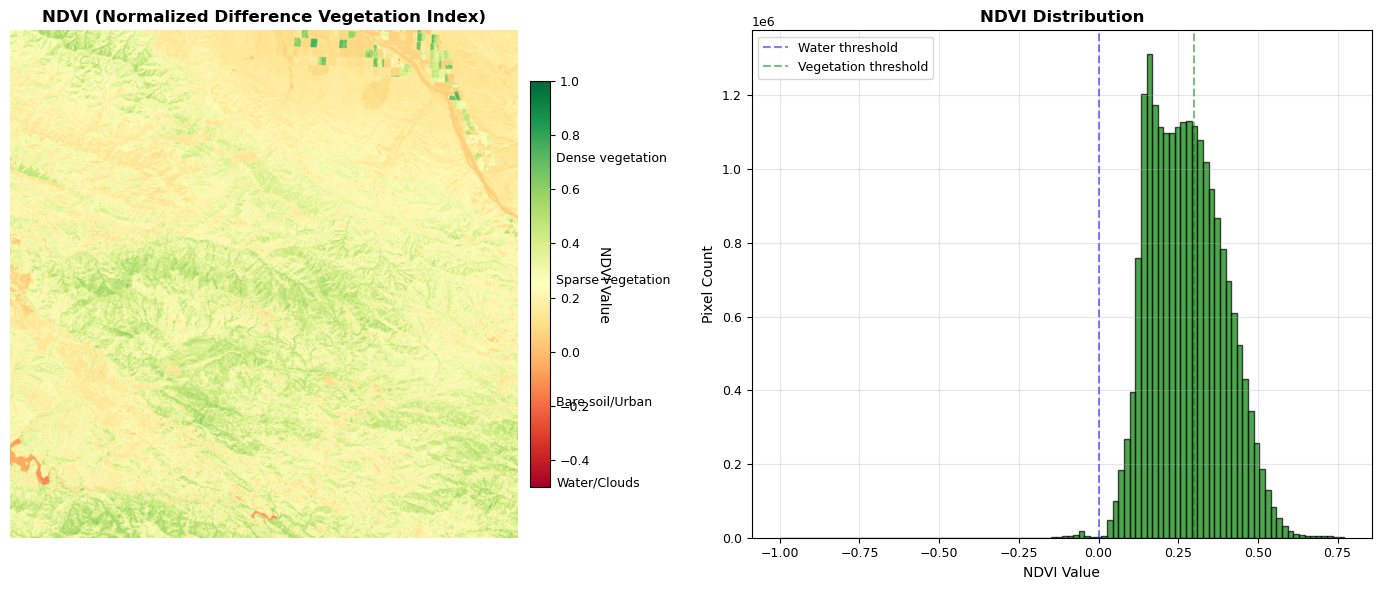 NDVI (Normalized Difference Vegetation Index)
1.0
0.8
Dense vegetation
0.6
0.4
Sparse vegetation
0.2
0.0
Bare soil/Urban
−0.2
−0.4
Water/Clouds
NDVI Value
NDVI Distribution
1e6
Water threshold
Vegetation threshold
1.2
1.0
0.8
0.6
0.4
0.2
0.0
Pixel Count
−1.00 −0.75 −0.50 −0.25 0.00 0.25 0.50 0.75
NDVI Value